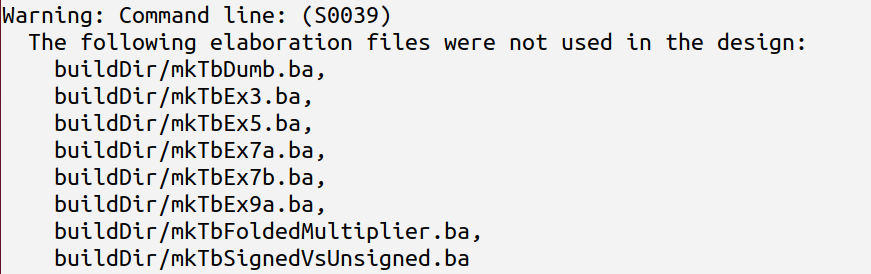 Warning: Command line: (S0039)
  The following elaboration files were not used in the design:
    buildDir/mkTbDumb.ba,
    buildDir/mkTbEx3.ba,
    buildDir/mkTbEx5.ba,
    buildDir/mkTbEx7a.ba,
    buildDir/mkTbEx7b.ba,
    buildDir/mkTbEx9a.ba,
    buildDir/mkTbFoldedMultiplier.ba,
    buildDir/mkTbSignedVsUnsigned.ba